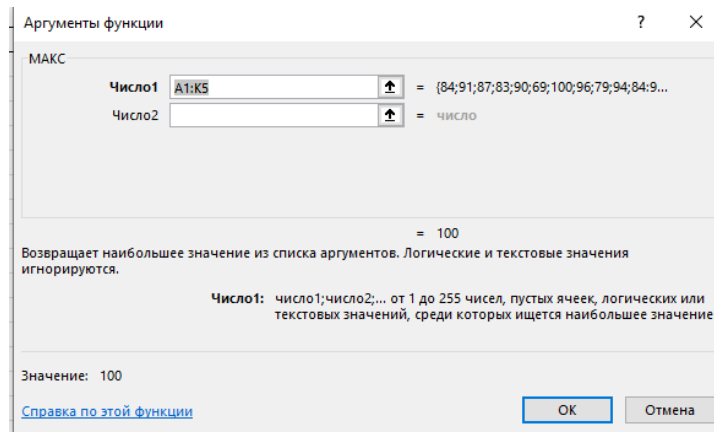 Аргументы функции ? ✕
МАКС
Число1 A1:K5 = {84;91;87;83;90;69;100;96;79;94;84:9...
Число2 = число
= 100
Возвращает наибольшее значение из списка аргументов. Логические и текстовые значения
игнорируются.
Число1: число1;число2;... от 1 до 255 чисел, пустых ячеек, логических или
текстовых значений, среди которых ищется наибольшее значение
Значение: 100
Справка по этой функции ОК Отмена